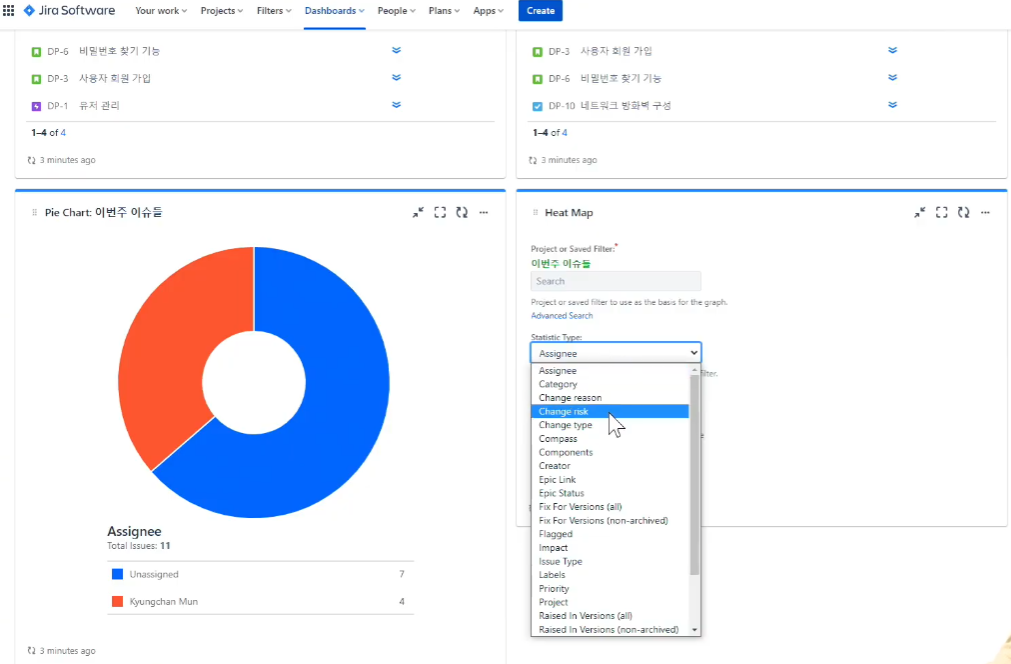 Jira Software Your work Projects Filters Dashboards People Plans Apps Create
DP-6 비밀번호 찾기 기능
DP-3 사용자 회원 가입
DP-1 유저 관리
1–4 of 4
3 minutes ago
DP-3 사용자 회원 가입
DP-6 비밀번호 찾기 기능
DP-10 네트워크 방화벽 구성
1–4 of 4
3 minutes ago
Pie Chart: 이번주 이슈들
Assignee
Total Issues: 11
Unassigned 7
Kyungchan Mun 4
3 minutes ago
Heat Map
Project or Saved Filter:*
이번주 이슈들
Search
Project or saved filter to use as the basis for the graph.
Advanced Search
Statistic Type:
Assignee
Assignee
filter.
Category
Change reason
Change risk
Change type
Compass
Components
Creator
Epic Link
Epic Status
Fix For Versions (all)
Fix For Versions (non-archived)
Flagged
Impact
Issue Type
Labels
Priority
Project
Raised In Versions (all)
Raised In Versions (non-archived)